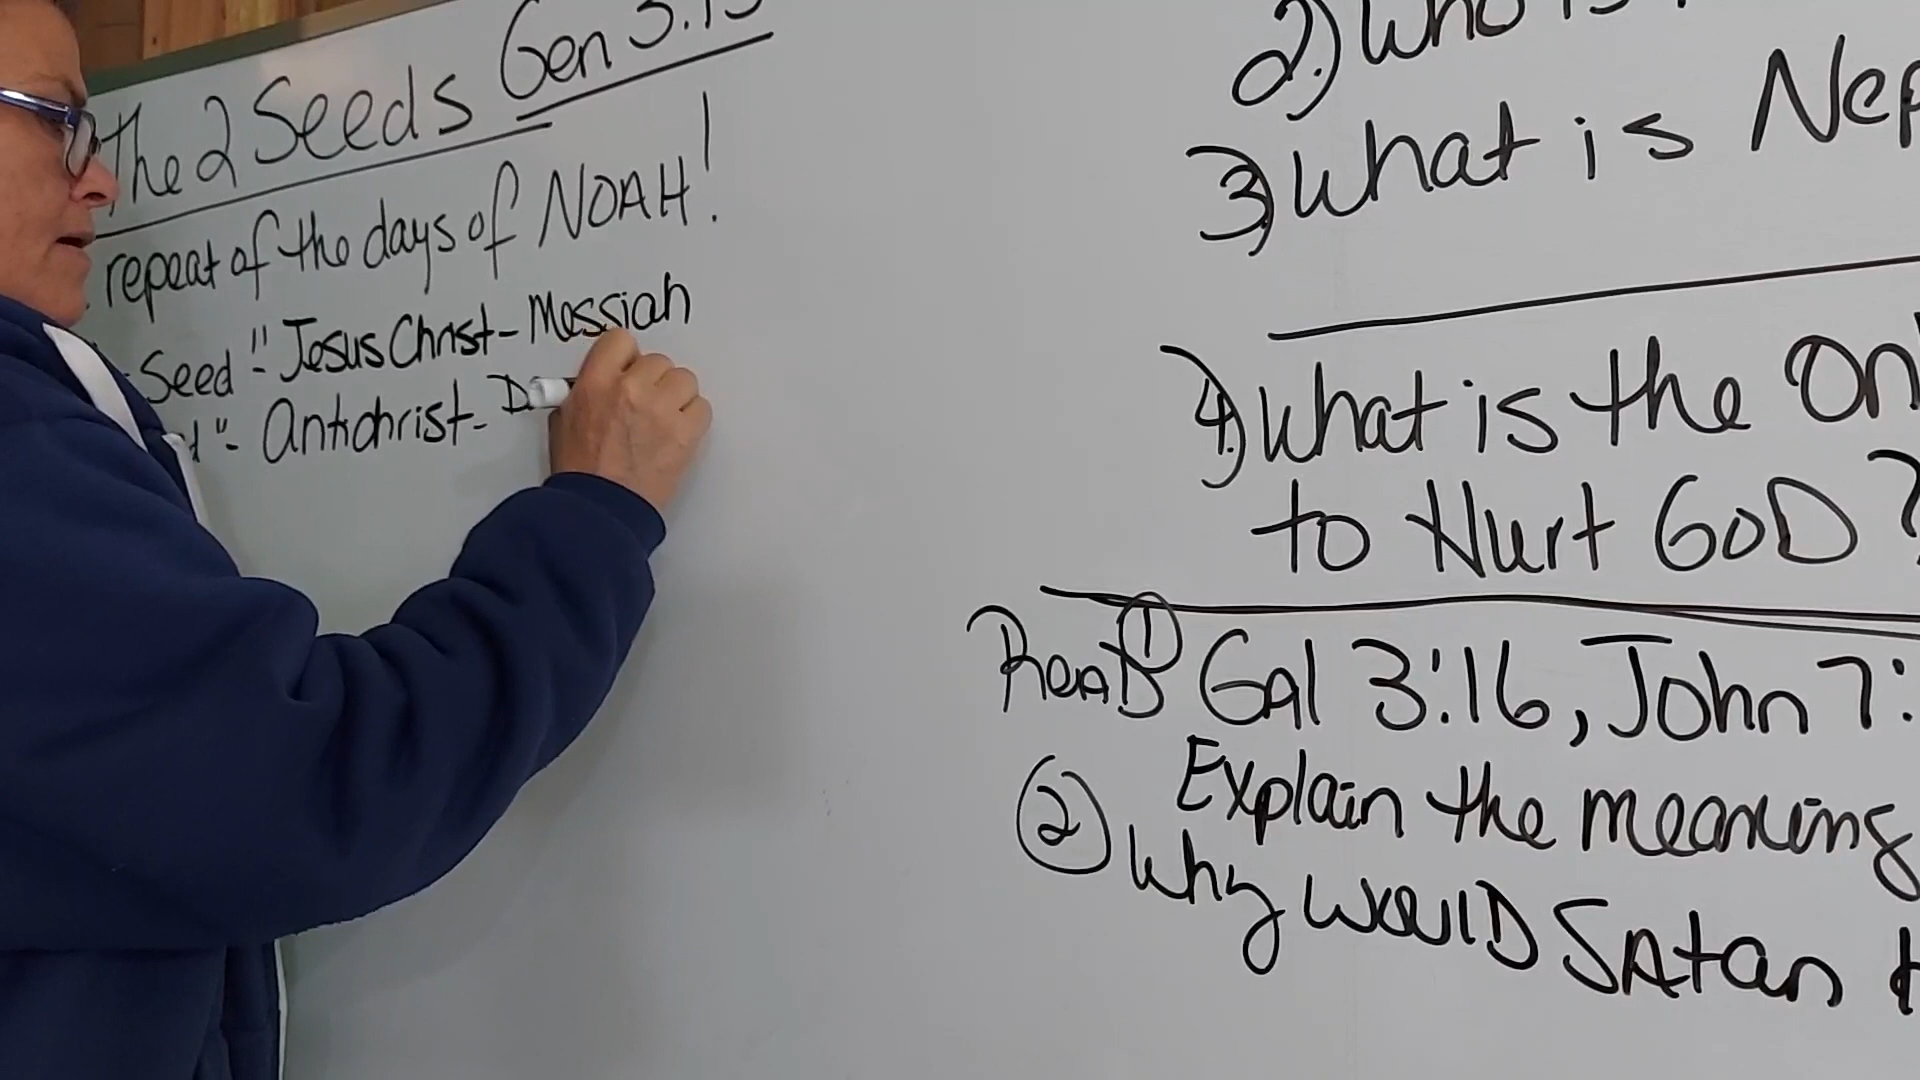 The 2 Seeds Gen 3:15
repeat of the days of NOAH!
Seed" - Jesus Christ - Messiah
" - Antichrist -
2.) Who is
3.) What is
4.) What is the
to Hurt GOD?
ReaD ① Gal 3:16, John 7:
Explain the meaning
② Why WOULD SAtan